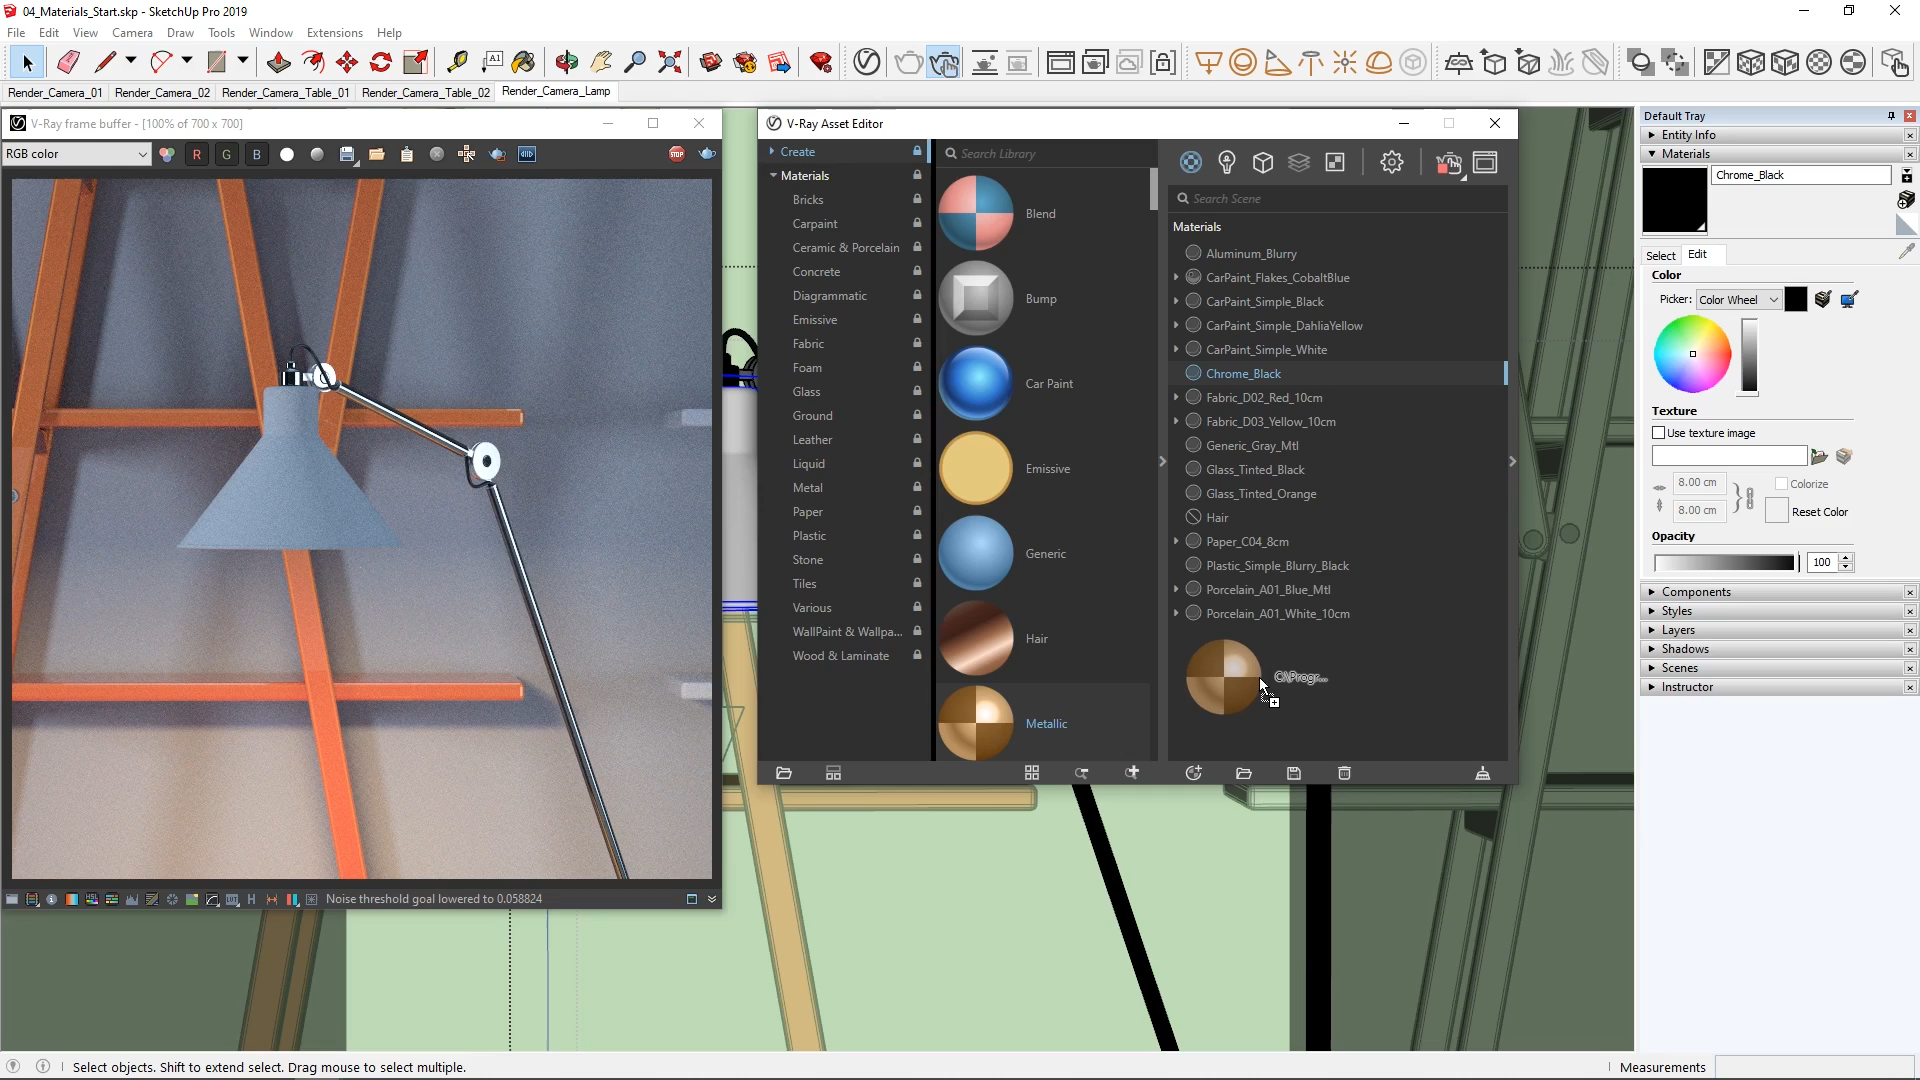 04_Materials_Start.skp - SketchUp Pro 2019
File Edit View Camera Draw Tools Window Extensions Help
A1
Render_Camera_01 Render_Camera_02 Render_Camera_Table_01 Render_Camera_Table_02 Render_Camera_Lamp
V-Ray frame buffer - [100% of 700 x 700]
RGB color
R G B
STOP
HSL
LUT
H
Noise threshold goal lowered to 0.058824
V-Ray Asset Editor
Create
Materials
Bricks
Carpaint
Ceramic & Porcelain
Concrete
Diagrammatic
Emissive
Fabric
Foam
Glass
Ground
Leather
Liquid
Metal
Paper
Plastic
Stone
Tiles
Various
WallPaint & Wallpa...
Wood & Laminate
Search Library
Blend
Bump
Car Paint
Emissive
Generic
Hair
Metallic
Search Scene
Materials
Aluminum_Blurry
CarPaint_Flakes_CobaltBlue
CarPaint_Simple_Black
CarPaint_Simple_DahliaYellow
CarPaint_Simple_White
Chrome_Black
Fabric_D02_Red_10cm
Fabric_D03_Yellow_10cm
Generic_Gray_Mtl
Glass_Tinted_Black
Glass_Tinted_Orange
Hair
Paper_C04_8cm
Plastic_Simple_Blurry_Black
Porcelain_A01_Blue_Mtl
Porcelain_A01_White_10cm
C:\Progr...
Default Tray
Entity Info
Materials
Chrome_Black
Select Edit
Color
Picker: Color Wheel
Texture
Use texture image
8.00 cm
Colorize
8.00 cm
Reset Color
Opacity
100
Components
Styles
Layers
Shadows
Scenes
Instructor
Select objects. Shift to extend select. Drag mouse to select multiple.
Measurements